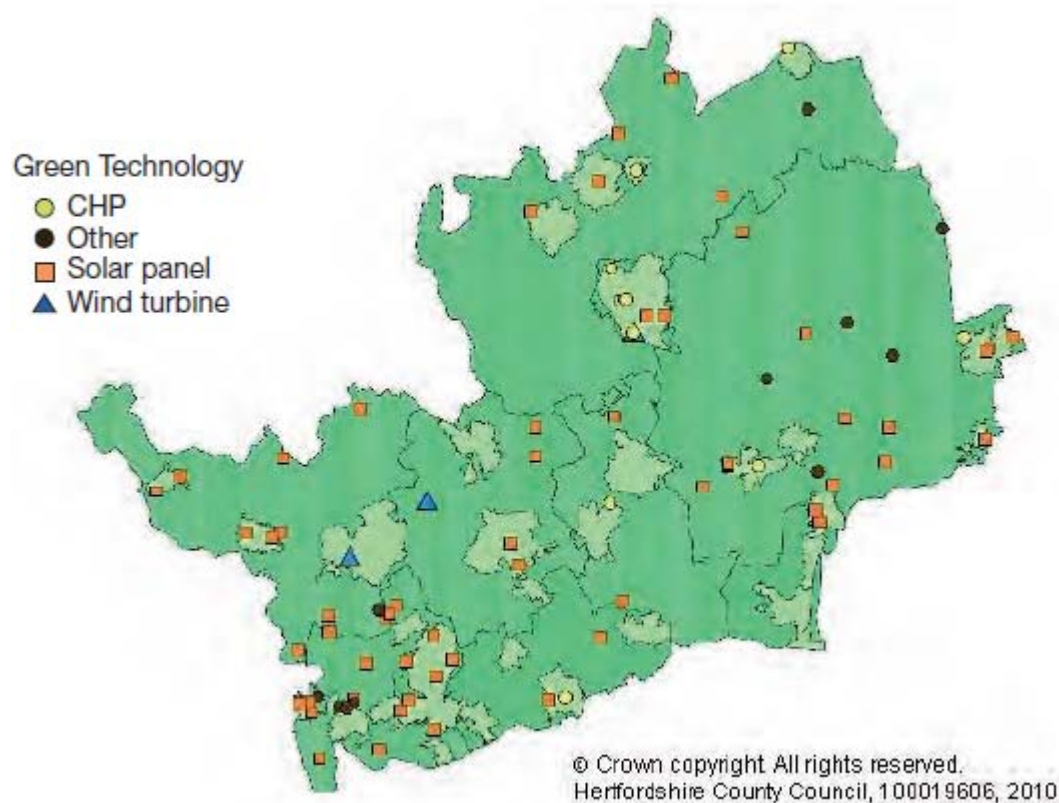 Green Technology
CHP
Other
Solar panel
Wind turbine
© Crown copyright. All rights reserved.
Hertfordshire County Council, 100019606, 2010